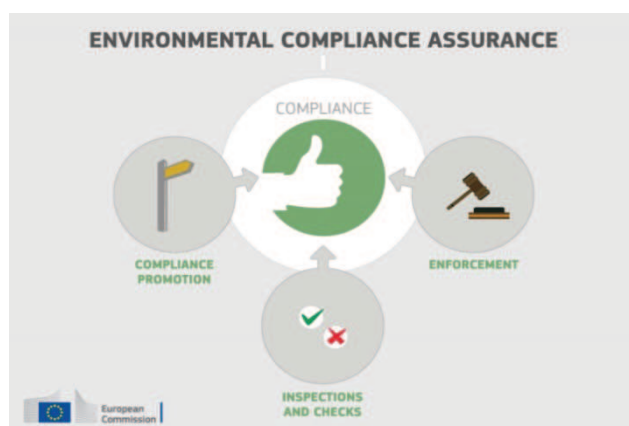 ENVIRONMENTAL COMPLIANCE ASSURANCE
COMPLIANCE
COMPLIANCE
PROMOTION
ENFORCEMENT
INSPECTIONS
AND CHECKS
European
Commission